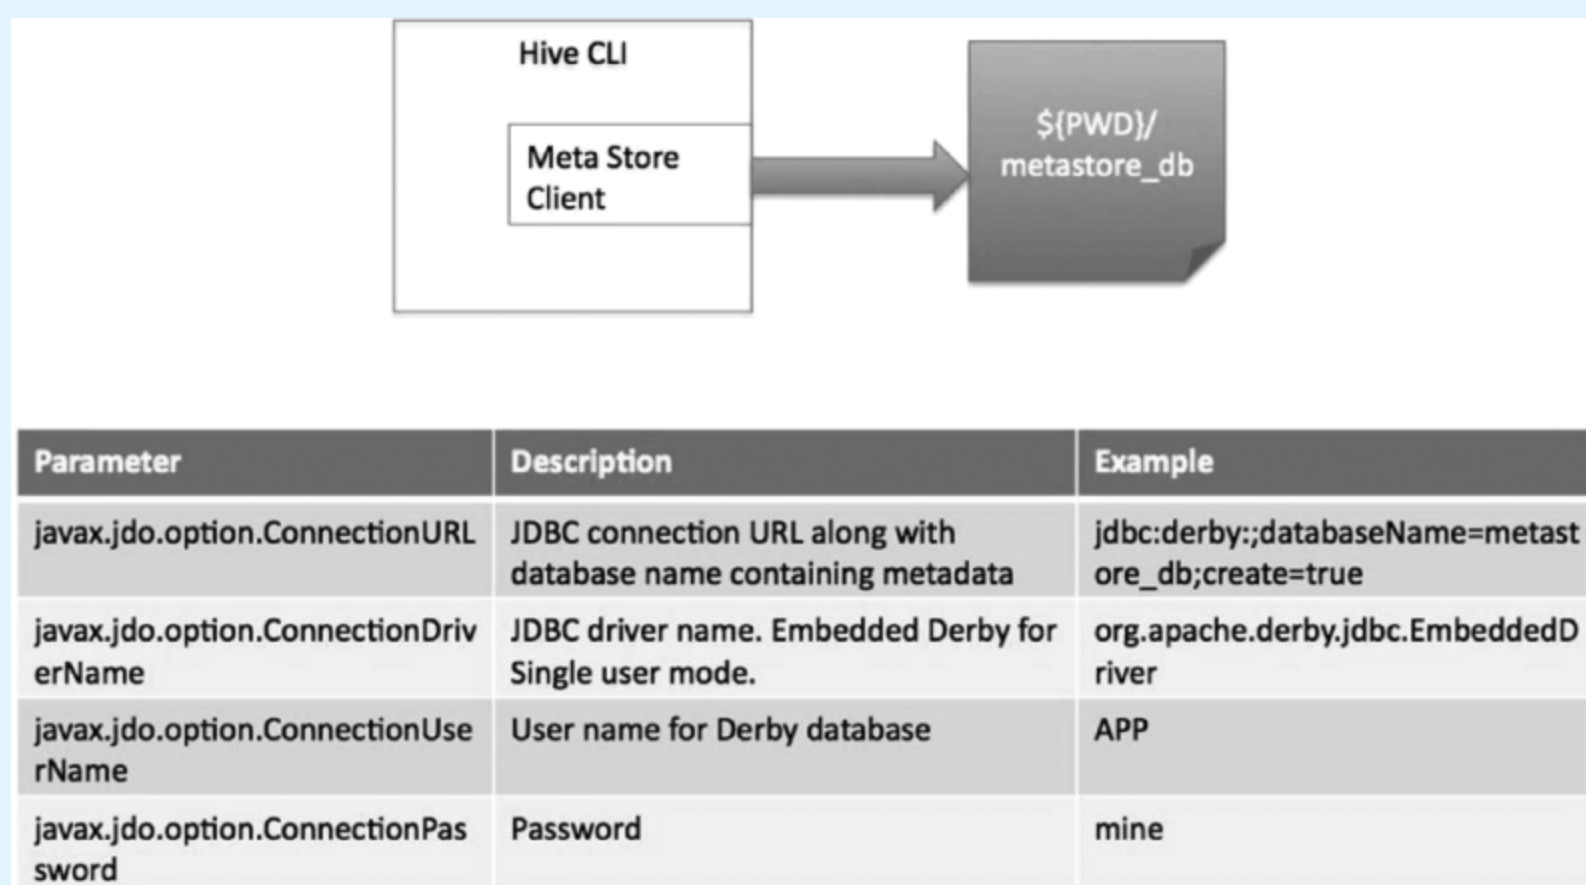 Hive CLI
Meta Store
Client
${PWD}/
metastore_db
Parameter
Description
Example
javax.jdo.option.ConnectionURL
JDBC connection URL along with
database name containing metadata
jdbc:derby:;databaseName=metast
ore_db;create=true
javax.jdo.option.ConnectionDriv
erName
JDBC driver name. Embedded Derby for
Single user mode.
org.apache.derby.jdbc.EmbeddedD
river
javax.jdo.option.ConnectionUse
rName
User name for Derby database
APP
javax.jdo.option.ConnectionPas
sword
Password
mine